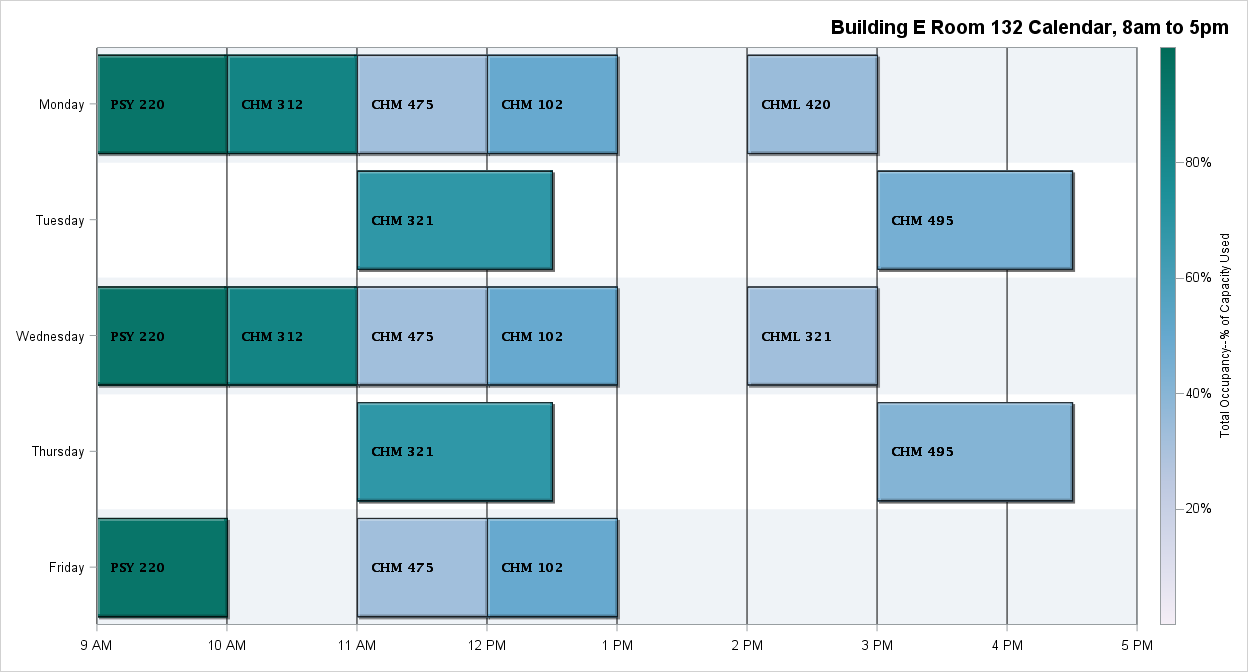 Building E Room 132 Calendar, 8am to 5pm
Monday
PSY 220
CHM 312
CHM 475
CHM 102
CHML 420
Tuesday
CHM 321
CHM 495
Wednesday
PSY 220
CHM 312
CHM 475
CHM 102
CHML 321
Thursday
CHM 321
CHM 495
Friday
PSY 220
CHM 475
CHM 102
9 AM
10 AM
11 AM
12 PM
1 PM
2 PM
3 PM
4 PM
5 PM
80%
60%
40%
20%
Total Occupancy--% of Capacity Used